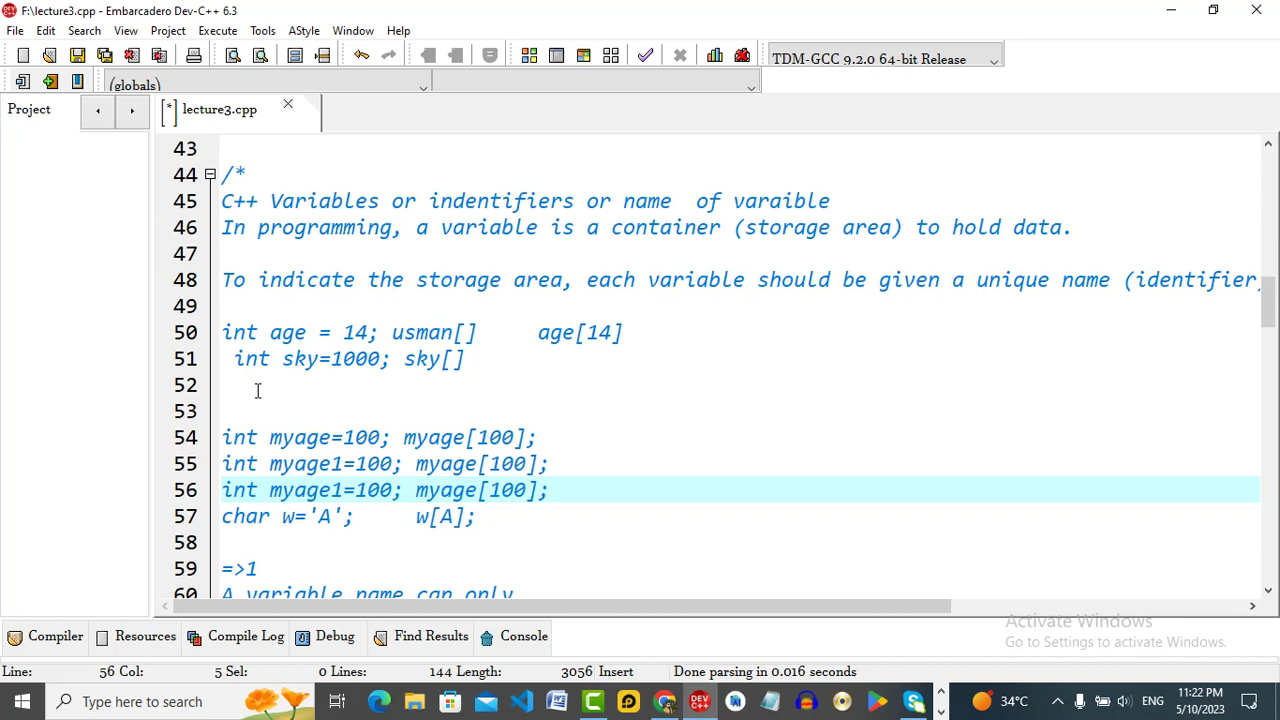 F:\lecture3.cpp - Embarcadero Dev-C++ 6.3
File Edit Search View Project Execute Tools AStyle Window Help
TDM-GCC 9.2.0 64-bit Release
(globals)
Project
[*] lecture3.cpp
43
44 /*
45 C++ Variables or indentifiers or name  of varaible
46 In programming, a variable is a container (storage area) to hold data.
47
48 To indicate the storage area, each variable should be given a unique name (identifier)
49
50 int age = 14; usman[]     age[14]
51  int sky=1000; sky[]
52
53
54 int myage=100; myage[100];
55 int myage1=100; myage[100];
56 int myage1=100; myage[100];
57 char w='A';     w[A];
58
59 =>1
60 A variable name can only
Activate Windows
Go to Settings to activate Windows.
Compiler Resources Compile Log Debug Find Results Console
Line: 56 Col: 5 Sel: 0 Lines: 144 Length: 3056 Insert Done parsing in 0.016 seconds
Type here to search
34°C ENG 11:22 PM
5/10/2023